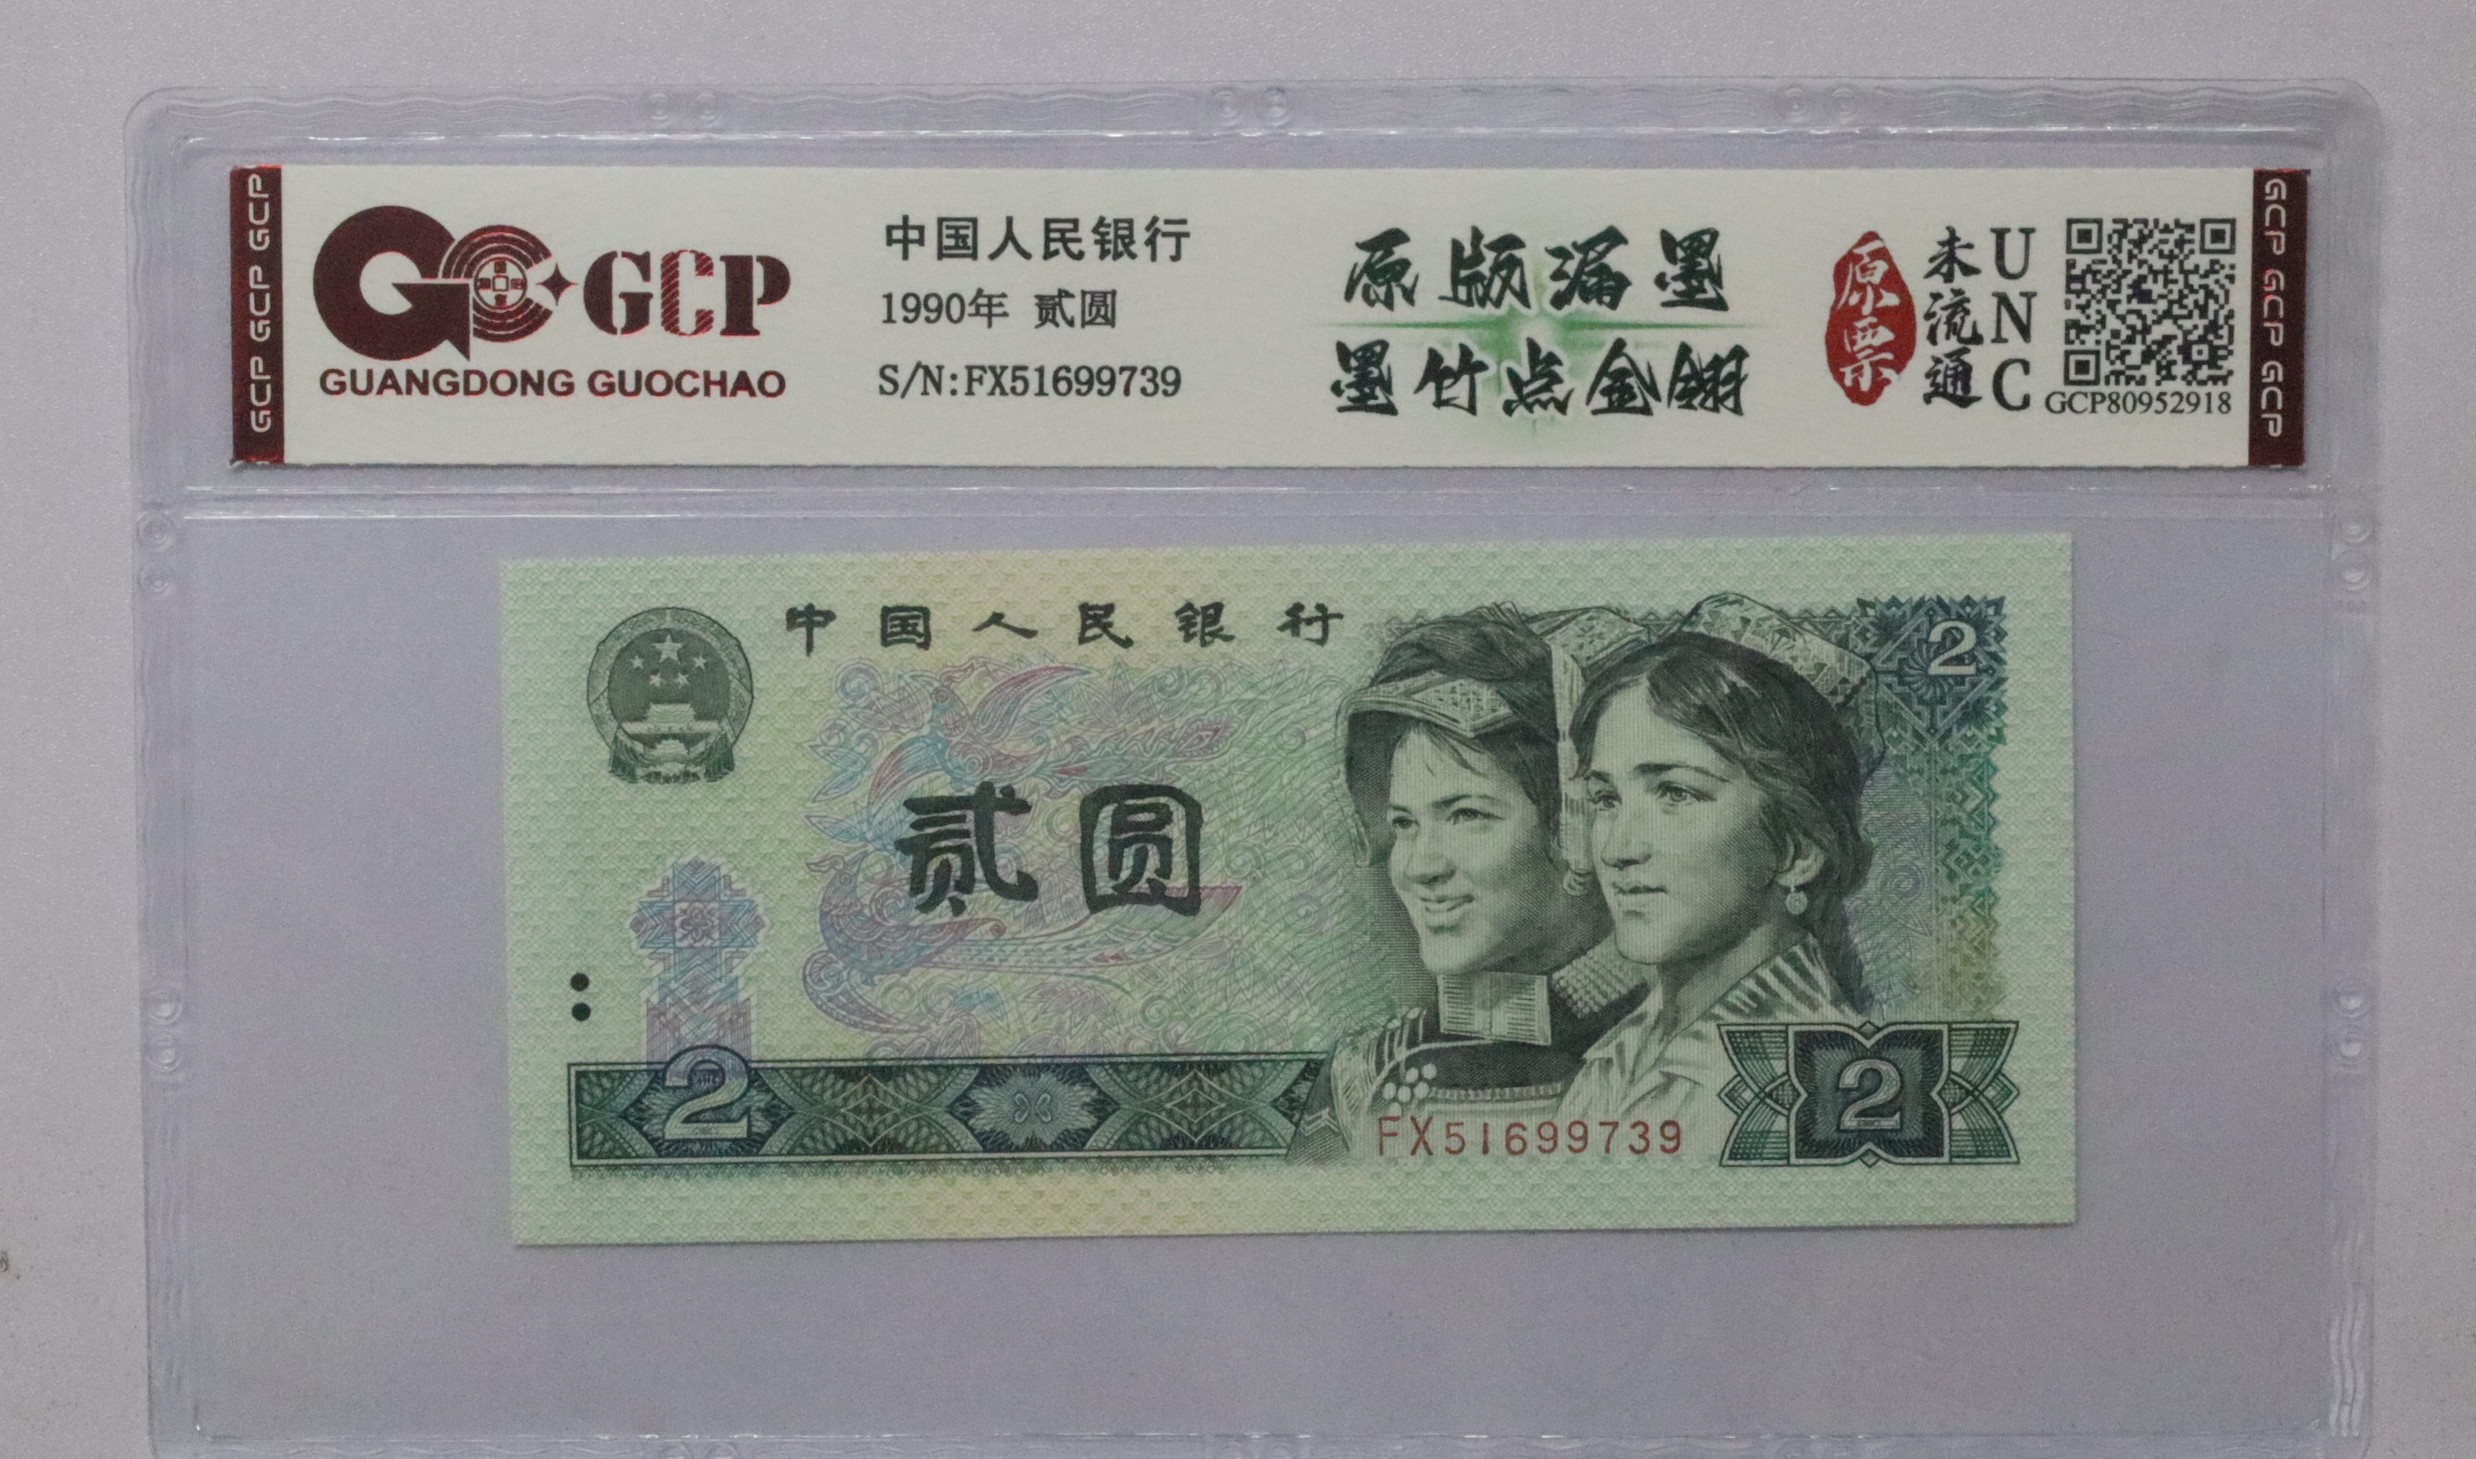 GCP GCP GCP
GCP
GUANGDONG GUOCHAO
中国人民银行
1990年 贰圆
S/N:FX51699739
原版漏墨
墨竹点金翎
原票
未流通
UNC
GCP80952918
GCP GCP GCP
中国人民银行
2
贰圆
2
FX51699739
2